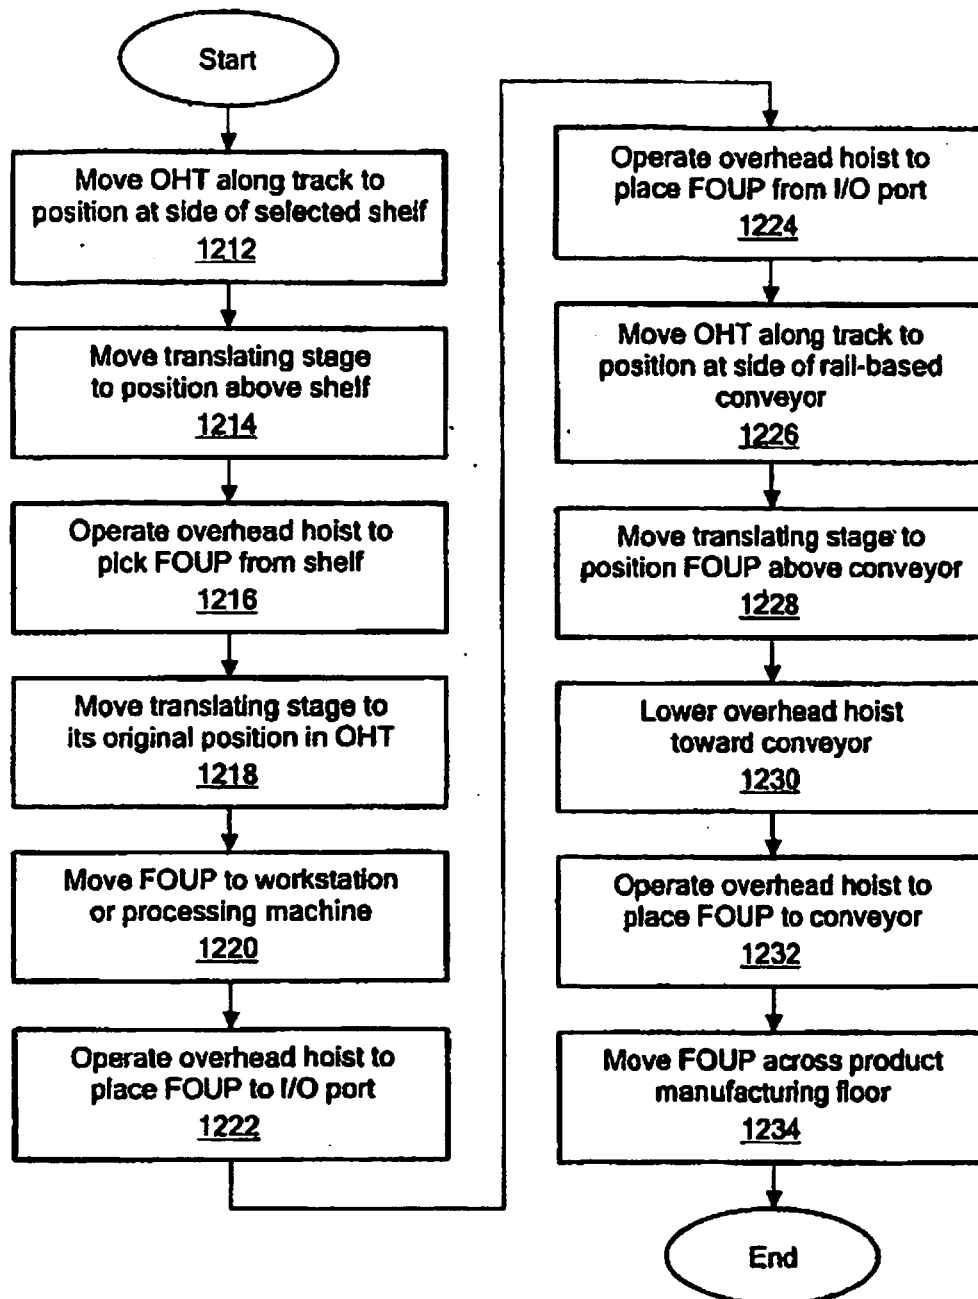 Start
Move OHT along track to
position at side of selected shelf
1212
Move translating stage
to position above shelf
1214
Operate overhead hoist to
pick FOUP from shelf
1216
Move translating stage to
its original position in OHT
1218
Move FOUP to workstation
or processing machine
1220
Operate overhead hoist to
place FOUP to I/O port
1222
Operate overhead hoist to
place FOUP from I/O port
1224
Move OHT along track to
position at side of rail-based
conveyor
1226
Move translating stage to
position FOUP above conveyor
1228
Lower overhead hoist
toward conveyor
1230
Operate overhead hoist to
place FOUP to conveyor
1232
Move FOUP across product
manufacturing floor
1234
End